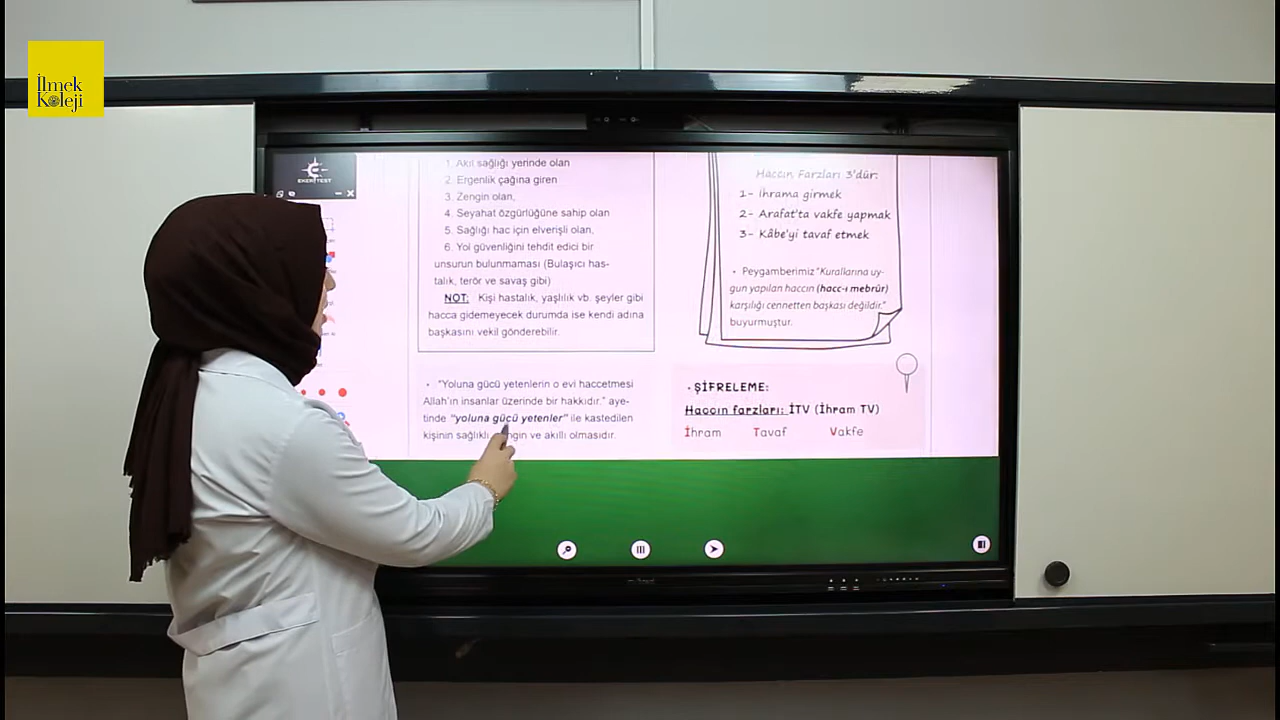 İlmek
Koleji
EKER TEST
1. Akıl sağlığı yerinde olan
2. Ergenlik çağına giren
3. Zengin olan,
4. Seyahat özgürlüğüne sahip olan
5. Sağlığı hac için elverişli olan,
6. Yol güvenliğini tehdit edici bir
unsurun bulunmaması (Bulaşıcı has-
talık, terör ve savaş gibi)
NOT: Kişi hastalık, yaşlılık vb. şeyler gibi
hacca gidemeyecek durumda ise kendi adına
başkasını vekil gönderebilir.
• "Yoluna gücü yetenlerin o evi haccetmesi
Allah'ın insanlar üzerinde bir hakkıdır." aye-
tinde "yoluna gücü yetenler" ile kastedilen
kişinin sağlıklı ve akıllı olmasıdır.
Haccın Farzları 3'dür:
1- İhrama girmek
2- Arafat'ta vakfe yapmak
3- Kâbe'yi tavaf etmek
• Peygamberimiz "Kurallarına uy-
gun yapılan haccın (hacc-ı mebrûr)
karşılığı cennetten başkası değildir."
buyurmuştur.
• ŞİFRELEME:
Haccın farzları: İTV (İhram TV)
İhram Tavaf Vakfe